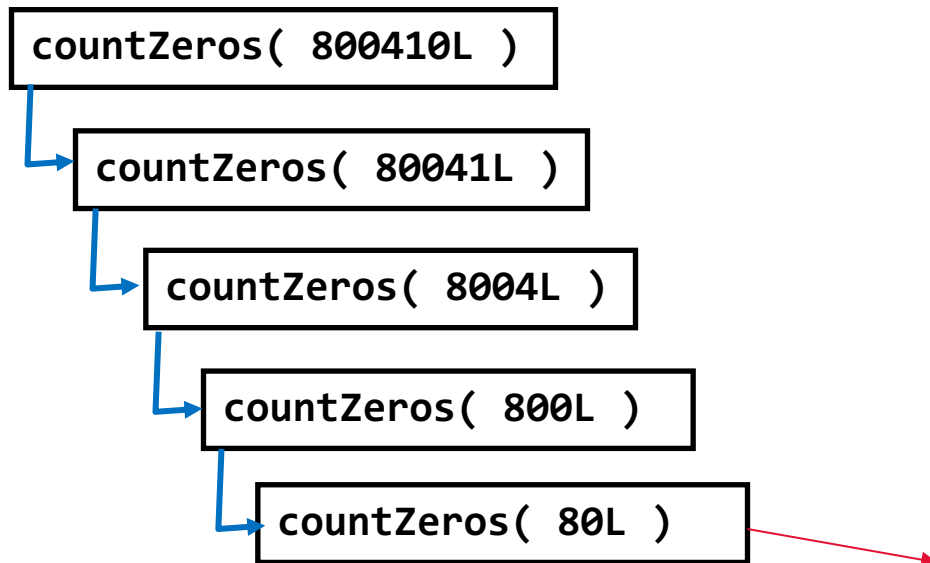 countZeros( 800410L )
countZeros( 80041L )
countZeros( 8004L )
countZeros( 800L )
countZeros( 80L )